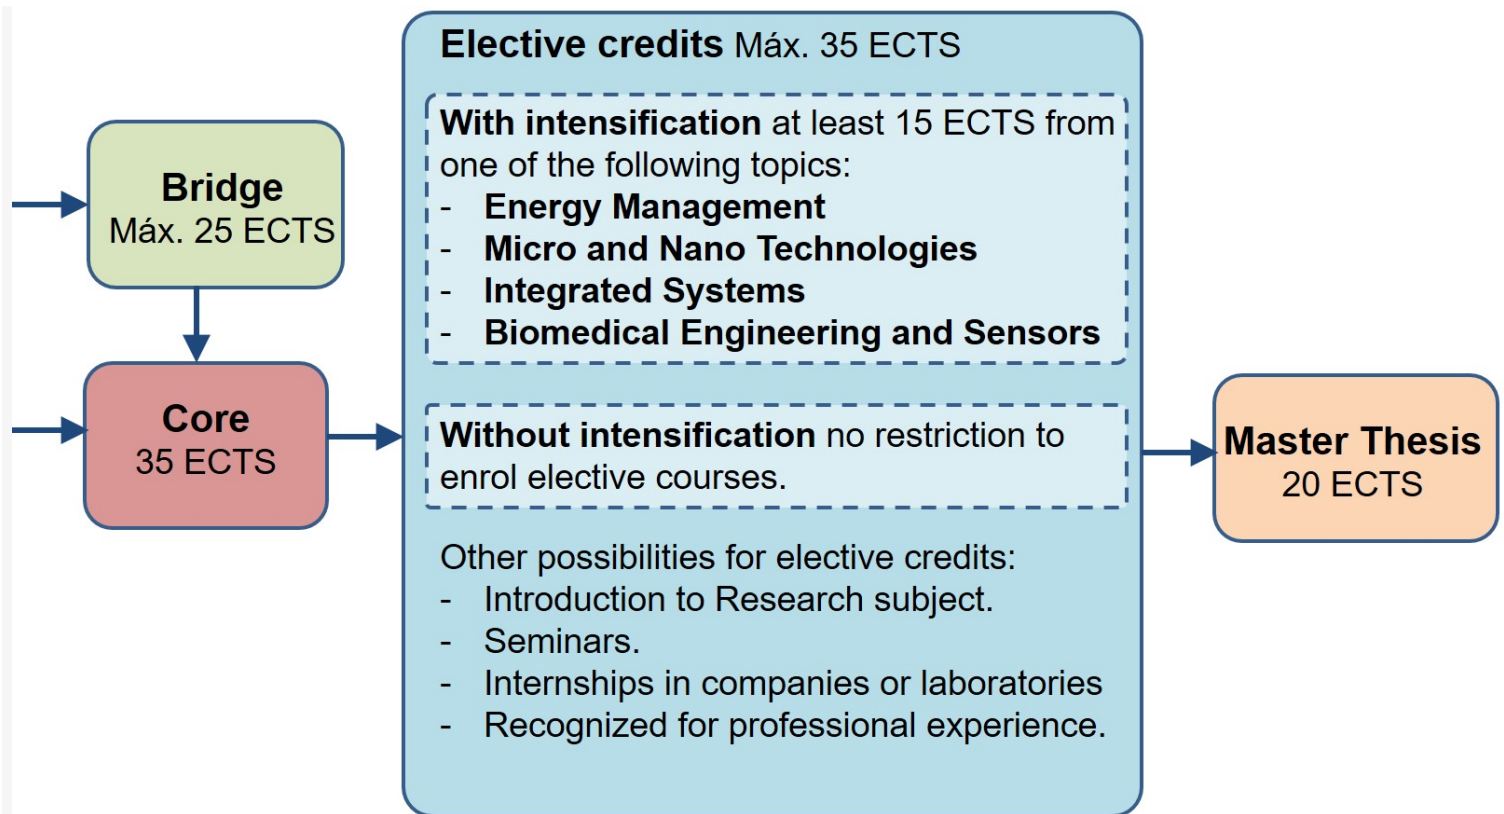 Elective credits Máx. 35 ECTS
With intensification at least 15 ECTS from
one of the following topics:
- Energy Management
- Micro and Nano Technologies
- Integrated Systems
- Biomedical Engineering and Sensors
Bridge
Máx. 25 ECTS
Core
35 ECTS
Without intensification no restriction to
enrol elective courses.
Other possibilities for elective credits:
- Introduction to Research subject.
- Seminars.
- Internships in companies or laboratories
- Recognized for professional experience.
Master Thesis
20 ECTS